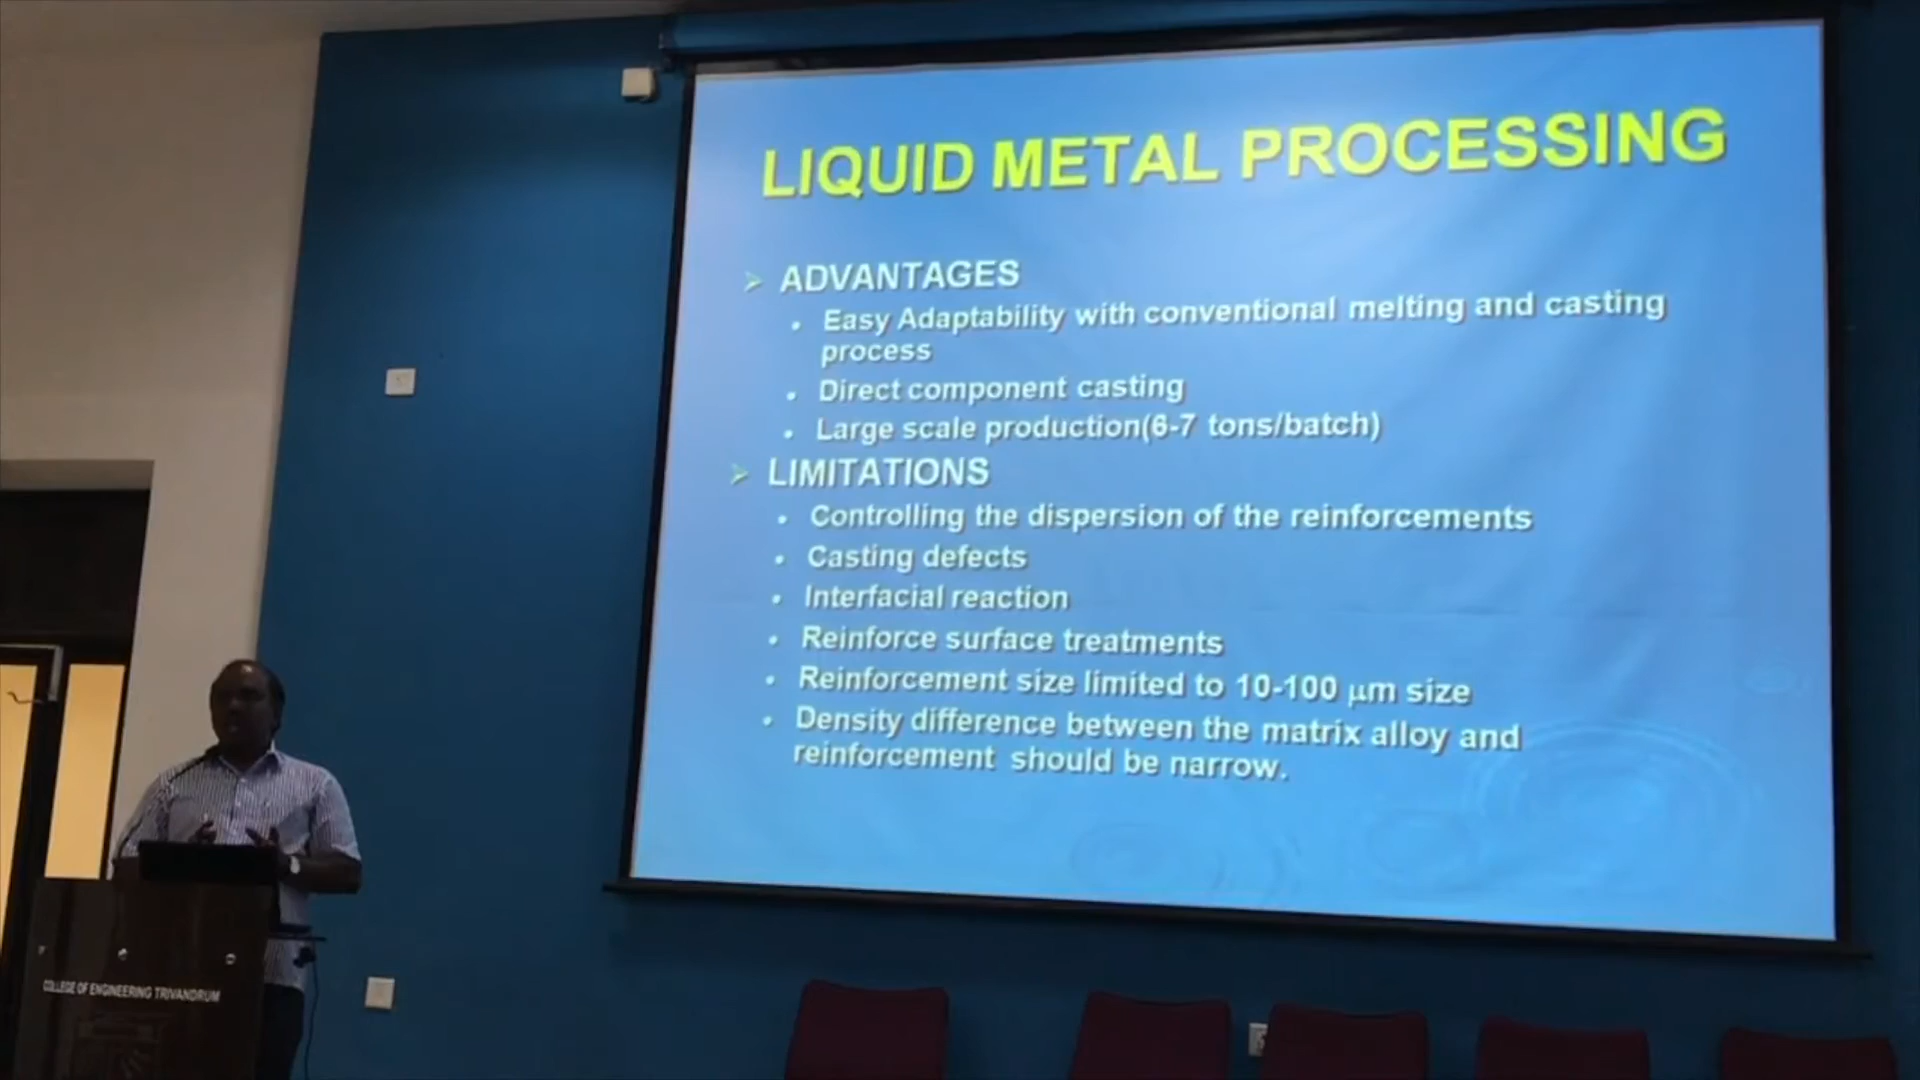 LIQUID METAL PROCESSING
➢ ADVANTAGES
• Easy Adaptability with conventional melting and casting
process
• Direct component casting
• Large scale production(6-7 tons/batch)
➢ LIMITATIONS
• Controlling the dispersion of the reinforcements
• Casting defects
• Interfacial reaction
• Reinforce surface treatments
• Reinforcement size limited to 10-100 μm size
• Density difference between the matrix alloy and
reinforcement should be narrow.
COLLEGE OF ENGINEERING TRIVANDRUM